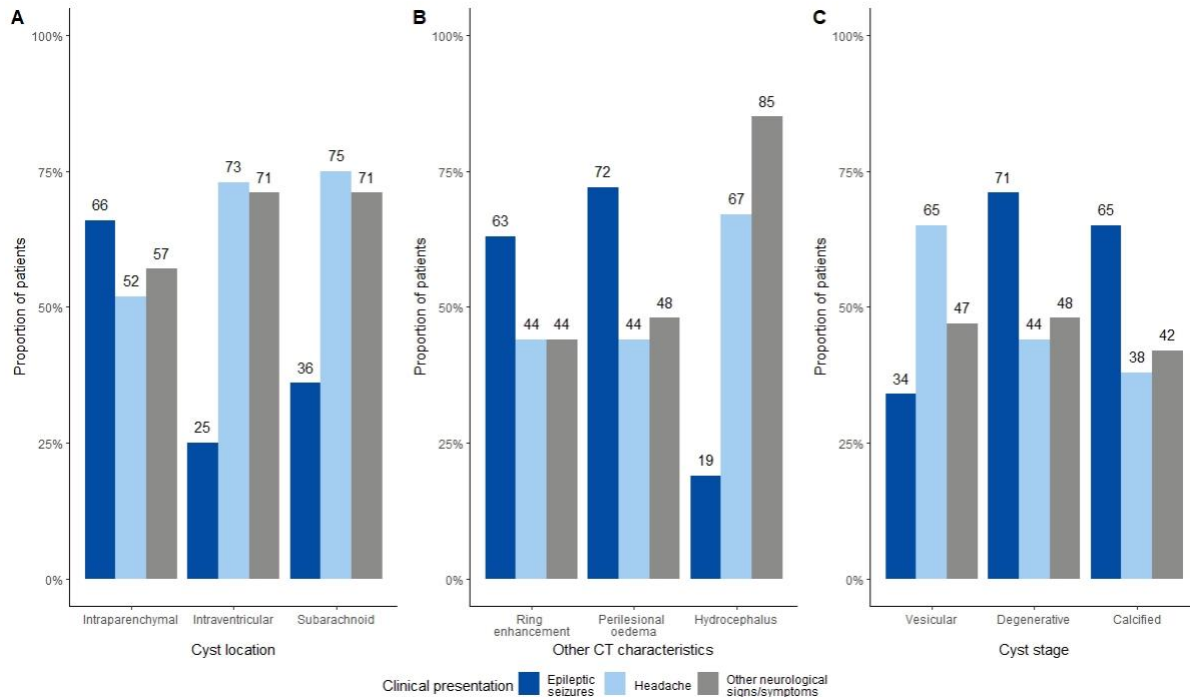 A
100%
75%
50%
25%
0%
Proportion of patients
66
52
57
25
73
71
36
75
71
Intraparenchymal
Intraventricular
Subarachnoid
Cyst location
B
100%
75%
50%
25%
0%
Proportion of patients
63
44
44
72
44
48
19
67
85
Ring
enhancement
Perilesional
oedema
Hydrocephalus
Other CT characteristics
C
100%
75%
50%
25%
0%
Proportion of patients
34
65
47
71
44
48
65
38
42
Vesicular
Degenerative
Calcified
Cyst stage
Clinical presentation
Epileptic
seizures
Headache
Other neurological
signs/symptoms